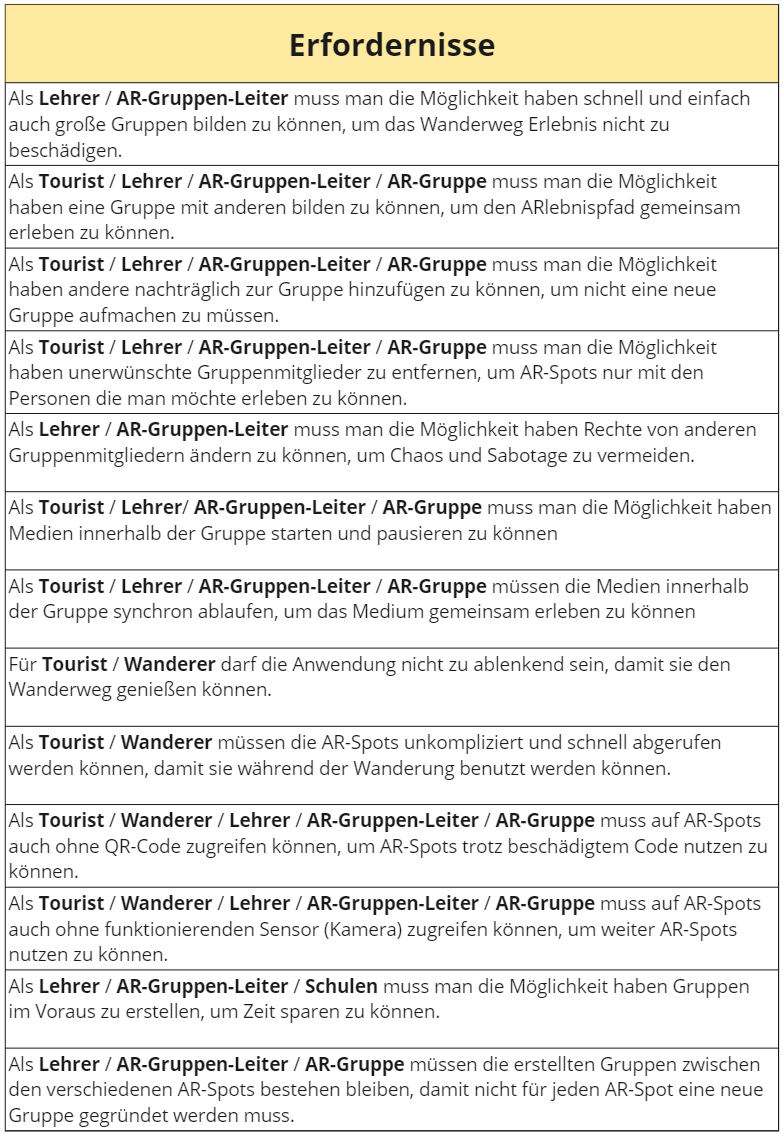 Erfordernisse
Als Lehrer / AR-Gruppen-Leiter muss man die Möglichkeit haben schnell und einfach
auch große Gruppen bilden zu können, um das Wanderweg Erlebnis nicht zu
beschädigen.
Als Tourist / Lehrer / AR-Gruppen-Leiter / AR-Gruppe muss man die Möglichkeit
haben eine Gruppe mit anderen bilden zu können, um den ARlebnispfad gemeinsam
erleben zu können.
Als Tourist / Lehrer / AR-Gruppen-Leiter / AR-Gruppe muss man die Möglichkeit
haben andere nachträglich zur Gruppe hinzufügen zu können, um nicht eine neue
Gruppe aufmachen zu müssen.
Als Tourist / Lehrer / AR-Gruppen-Leiter / AR-Gruppe muss man die Möglichkeit
haben unerwünschte Gruppenmitglieder zu entfernen, um AR-Spots nur mit den
Personen die man möchte erleben zu können.
Als Lehrer / AR-Gruppen-Leiter muss man die Möglichkeit haben Rechte von anderen
Gruppenmitgliedern ändern zu können, um Chaos und Sabotage zu vermeiden.
Als Tourist / Lehrer/ AR-Gruppen-Leiter / AR-Gruppe muss man die Möglichkeit haben
Medien innerhalb der Gruppe starten und pausieren zu können
Als Tourist / Lehrer / AR-Gruppen-Leiter / AR-Gruppe müssen die Medien innerhalb
der Gruppe synchron ablaufen, um das Medium gemeinsam erleben zu können
Für Tourist / Wanderer darf die Anwendung nicht zu ablenkend sein, damit sie den
Wanderweg genießen können.
Als Tourist / Wanderer müssen die AR-Spots unkompliziert und schnell abgerufen
werden können, damit sie während der Wanderung benutzt werden können.
Als Tourist / Wanderer / Lehrer / AR-Gruppen-Leiter / AR-Gruppe muss auf AR-Spots
auch ohne QR-Code zugreifen können, um AR-Spots trotz beschädigtem Code nutzen zu
können.
Als Tourist / Wanderer / Lehrer / AR-Gruppen-Leiter / AR-Gruppe muss auf AR-Spots
auch ohne funktionierenden Sensor (Kamera) zugreifen können, um weiter AR-Spots
nutzen zu können.
Als Lehrer / AR-Gruppen-Leiter / Schulen muss man die Möglichkeit haben Gruppen
im Voraus zu erstellen, um Zeit sparen zu können.
Als Lehrer / AR-Gruppen-Leiter / AR-Gruppe müssen die erstellten Gruppen zwischen
den verschiedenen AR-Spots bestehen bleiben, damit nicht für jeden AR-Spot eine neue
Gruppe gegründet werden muss.